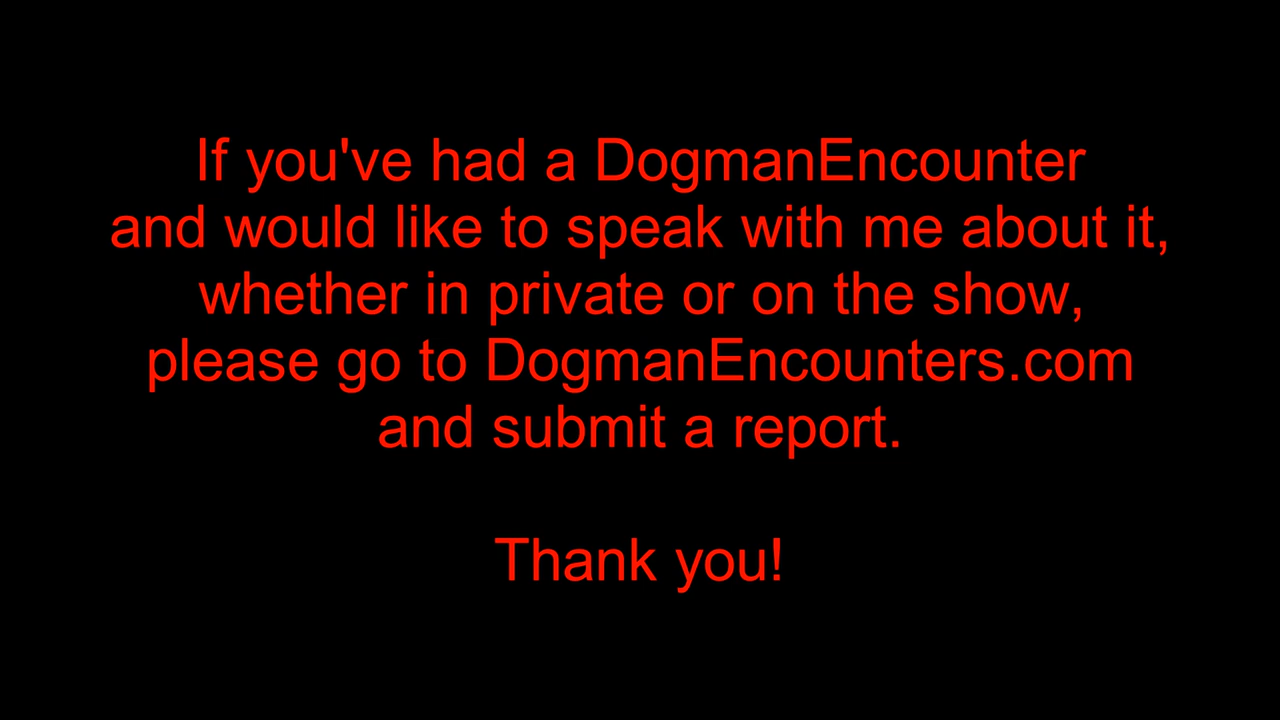 If you've had a DogmanEncounter
and would like to speak with me about it,
whether in private or on the show,
please go to DogmanEncounters.com
and submit a report.
Thank you!